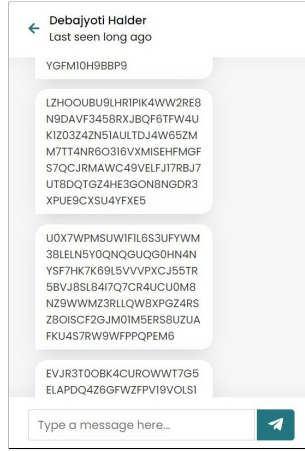 Debajyoti Halder
Last seen long ago
YGFM10H9BBP9
LZHOOUBU9LHR1PIK4WW2RE8
N9DAVF3458RXJBQF6TFW4U
K1Z03Z4ZN51AULTDJ4W65ZM
M7TT4NR6O316VXMISEHFMGF
S7QCJRMAWC49VELFJ17RBJ7
UT8DQTGZ4HE3GON8NGDR3
XPUE9CXSU4YFXE5
U0X7WPMSUW1F1L6S3UFYWM
38LELN5Y0QNQGUQG0HN4N
YSF7HK7K69L5VVVPXCJ55TR
5BVJ8SL84I7Q7CR4UCU0M8
NZ9WWMZ3RLLQW8XPGZ4RS
Z8OISCF2GJM01M5ERS8UZUA
FKU4S7RW9WFPPQPEM6
EVJR3T0OBK4CUROWWT7G5
ELAPDQ4Z6GFWZFPV19VOLS1
Type a message here...